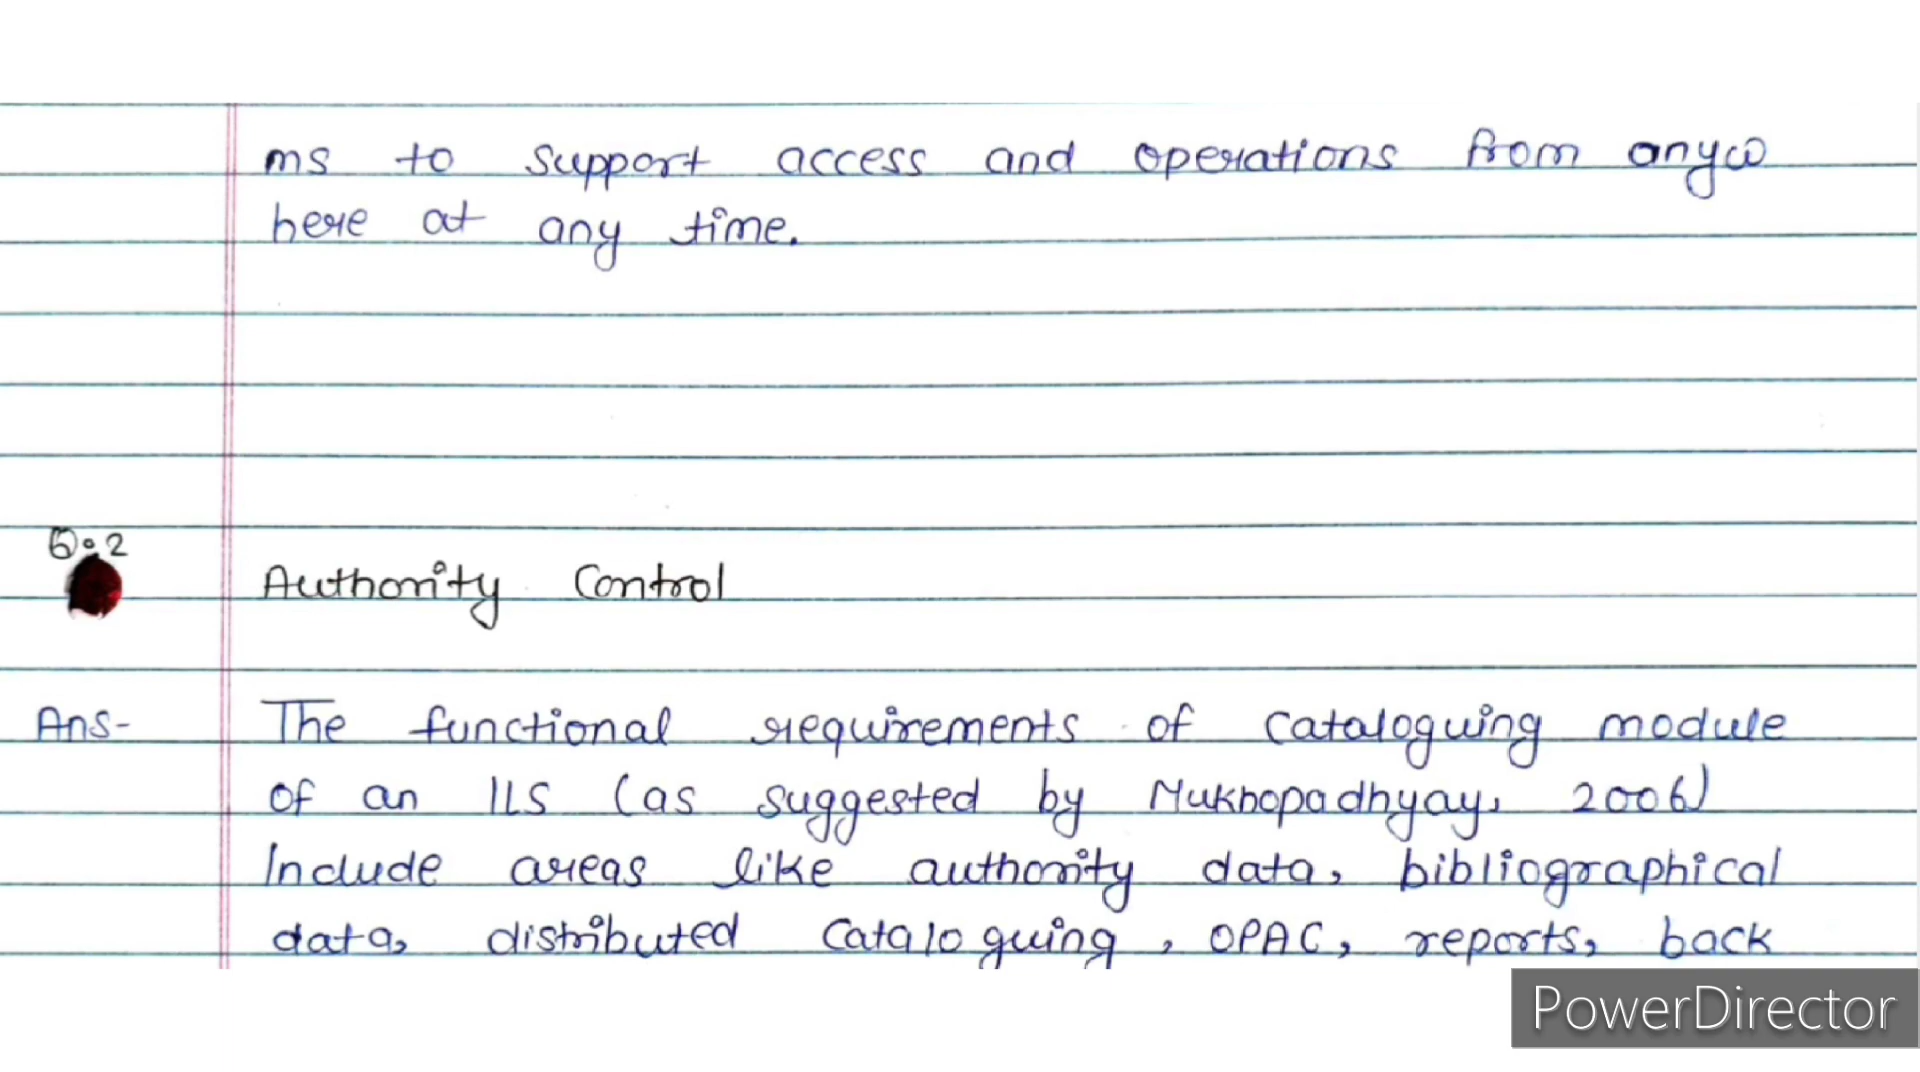 ms to support access and operations from anyw
here at any time.
5.2
Authority Control
Ans- The functional requirements of Cataloguing module
of an ILS (as suggested by Mukhopadhyay, 2006)
Include areas like authority data, bibliographical
data, distributed Cataloguing, OPAC, reports, back
PowerDirector